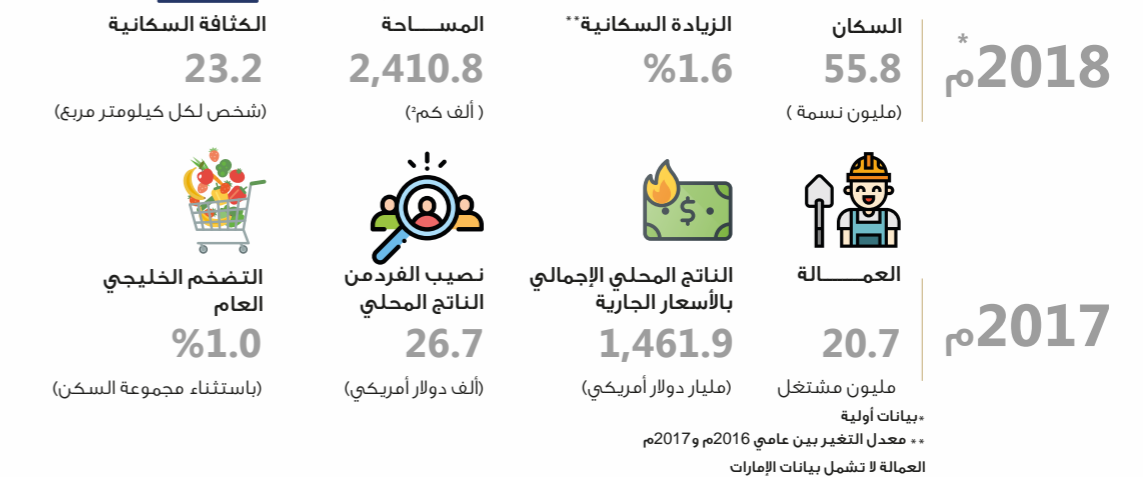 2018م*
السكان
55.8
(مليون نسمة )
الزيادة السكانية**
%1.6
المســـاحة
2,410.8
( ألف كم²)
الكثافة السكانية
23.2
(شخص لكل كيلومتر مربع)
2017م
العمـــــالة
20.7
مليون مشتغل
الناتج المحلي الإجمالي
بالأسعار الجارية
1,461.9
(مليار دولار أمريكي)
نصيب الفردمن
الناتج المحلي
26.7
(ألف دولار أمريكي)
التضخم الخليجي
العام
%1.0
(باستثناء مجموعة السكن)
*بيانات أولية
** معدل التغير بين عامي 2016م و2017م
العمالة لا تشمل بيانات الإمارات